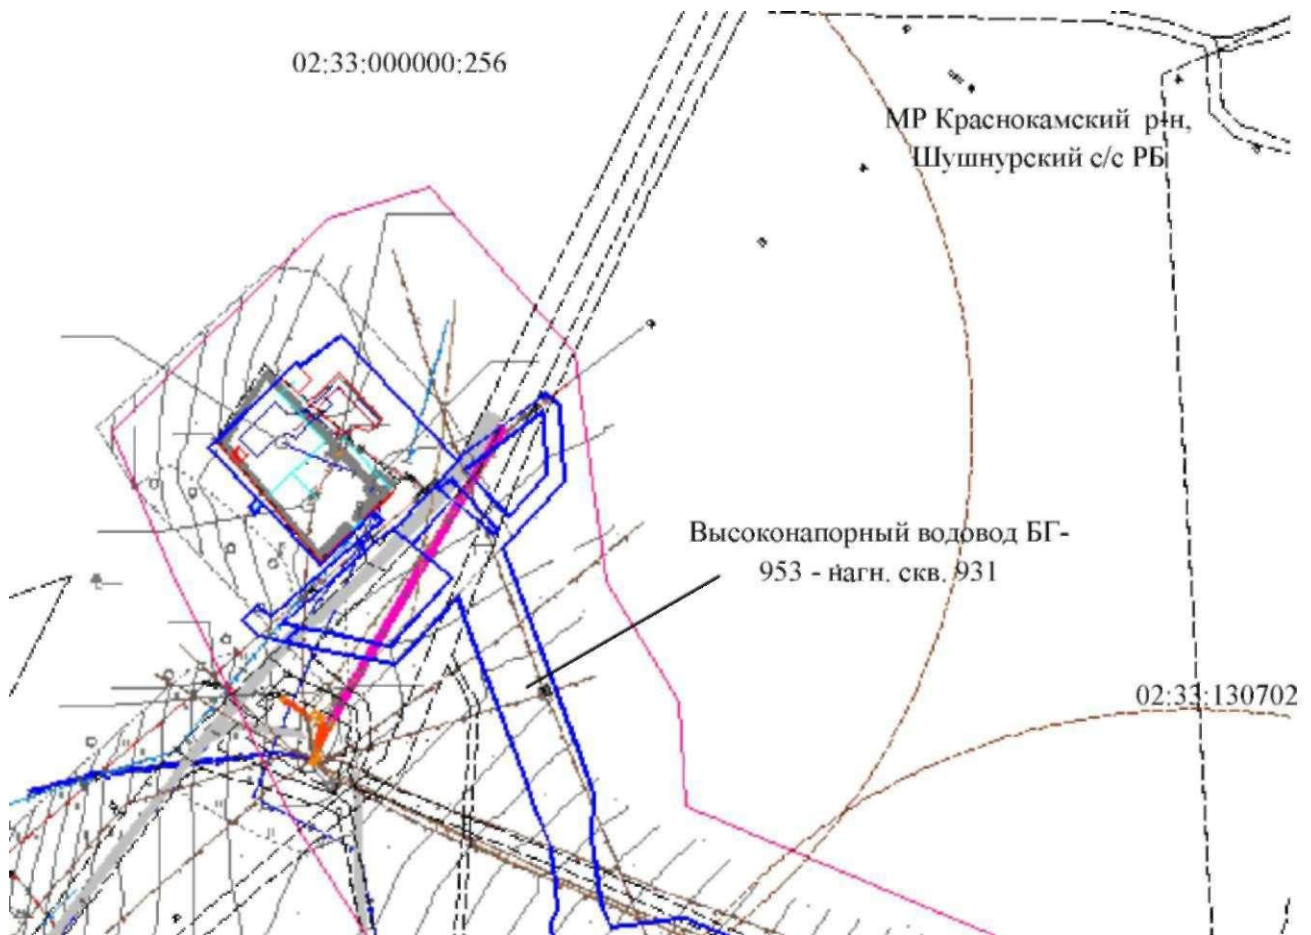 02:33:000000:256
МР Краснокамский р-н,
Шушнурский с/с РБ
Высоконапорный водовод БГ-
953 - нагн. скв. 931
02:33:130702